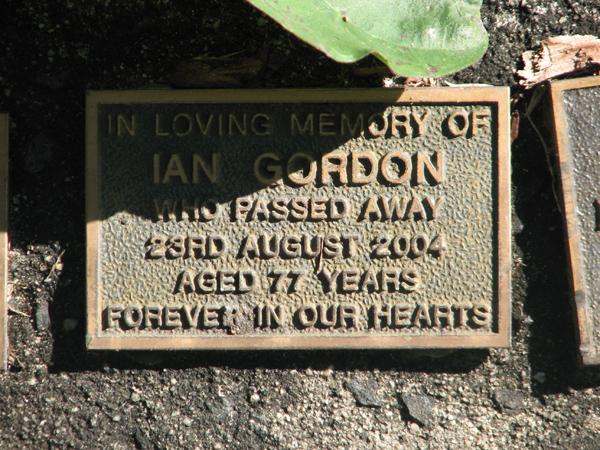 IN LOVING MEMORY OF
IAN GORDON
WHO PASSED AWAY
23RD AUGUST 2004
AGED 77 YEARS
FOREVER IN OUR HEARTS